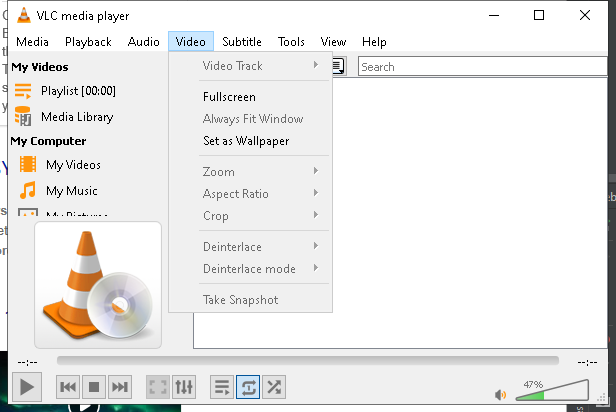 VLC media player
Media Playback Audio Video Subtitle Tools View Help
My Videos
Playlist [00:00]
Media Library
My Computer
My Videos
My Music
My Pictures
Video Track
Fullscreen
Always Fit Window
Set as Wallpaper
Zoom
Aspect Ratio
Crop
Deinterlace
Deinterlace mode
Take Snapshot
Search
--:-- --:--
47%